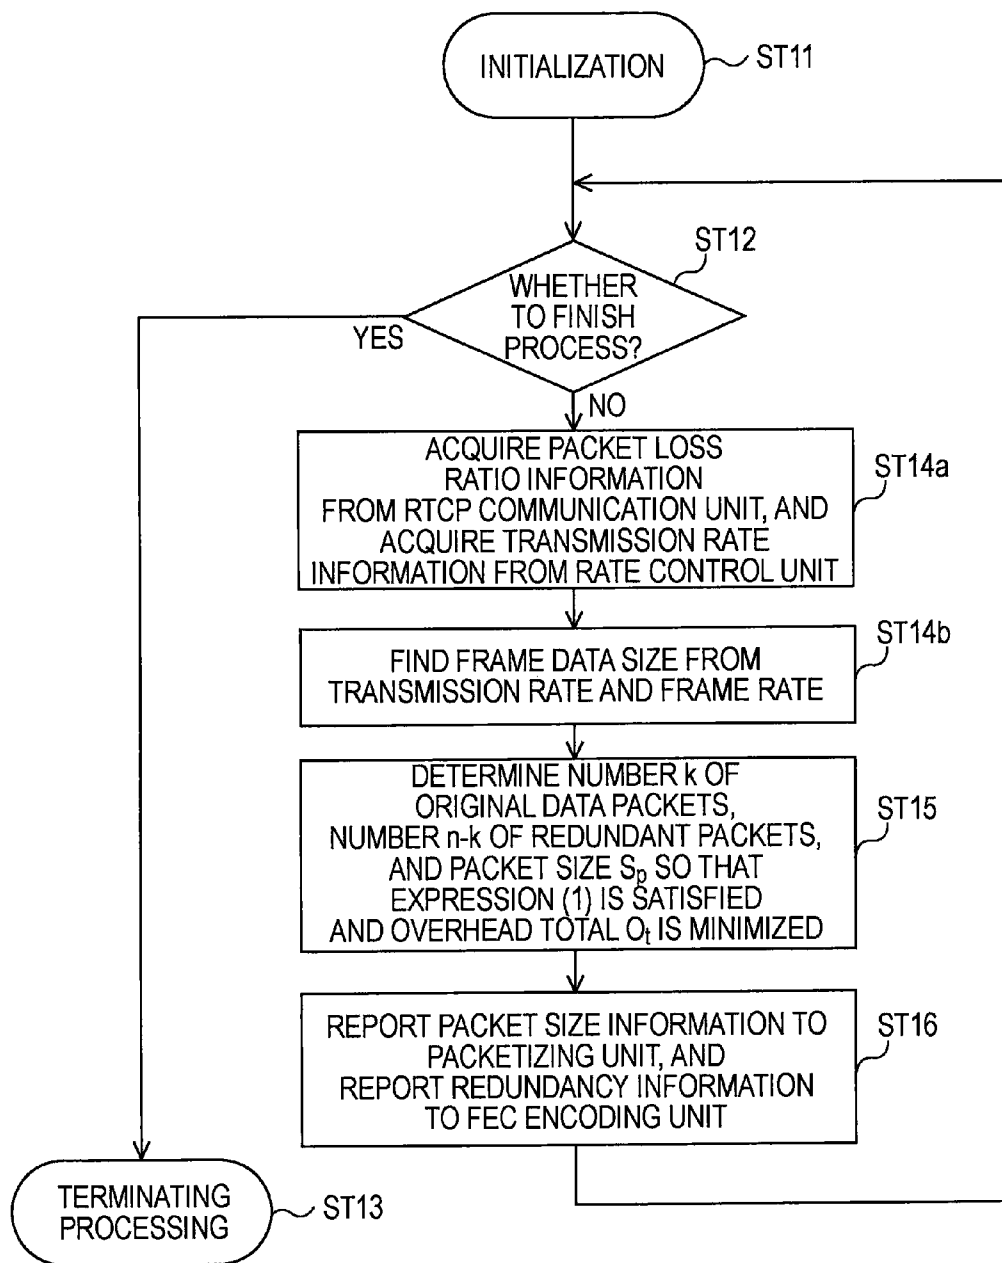 INITIALIZATION
ST11
ST12
WHETHER
TO FINISH
PROCESS?
YES
NO
ACQUIRE PACKET LOSS
RATIO INFORMATION
FROM RTCP COMMUNICATION UNIT, AND
ACQUIRE TRANSMISSION RATE
INFORMATION FROM RATE CONTROL UNIT
ST14a
FIND FRAME DATA SIZE FROM
TRANSMISSION RATE AND FRAME RATE
ST14b
DETERMINE NUMBER k OF
ORIGINAL DATA PACKETS,
NUMBER n-k OF REDUNDANT PACKETS,
AND PACKET SIZE Sp SO THAT
EXPRESSION (1) IS SATISFIED
AND OVERHEAD TOTAL Ot IS MINIMIZED
ST15
REPORT PACKET SIZE INFORMATION TO
PACKETIZING UNIT, AND
REPORT REDUNDANCY INFORMATION
TO FEC ENCODING UNIT
ST16
TERMINATING
PROCESSING
ST13